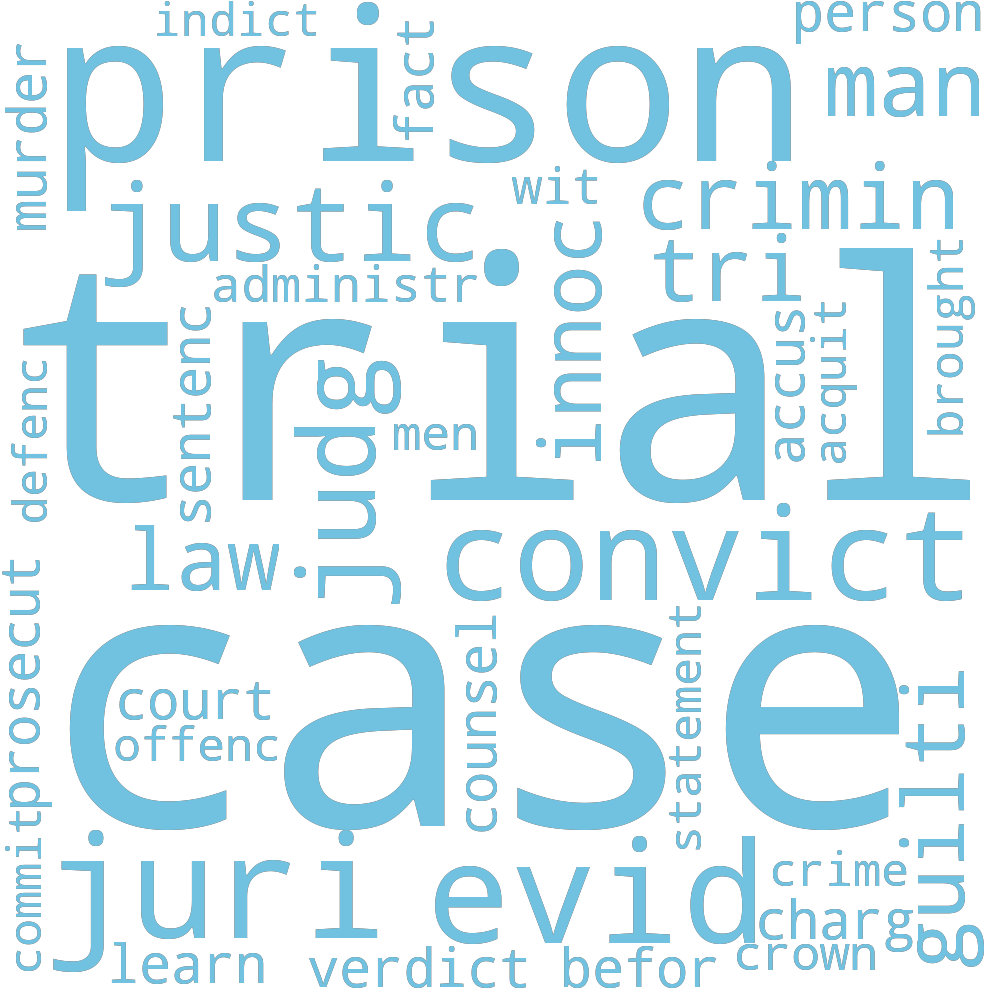 indict
person
prison
fact
man
murder
justic
wit
crimin
administr
innoc
tri
trial
sentenc
judg
men
accus
acquit
brought
defenc
law
convict
prosecut
case
court
offenc
counsel
statement
guilti
commit
juri
evid
crime
charg
learn
verdict
befor
crown